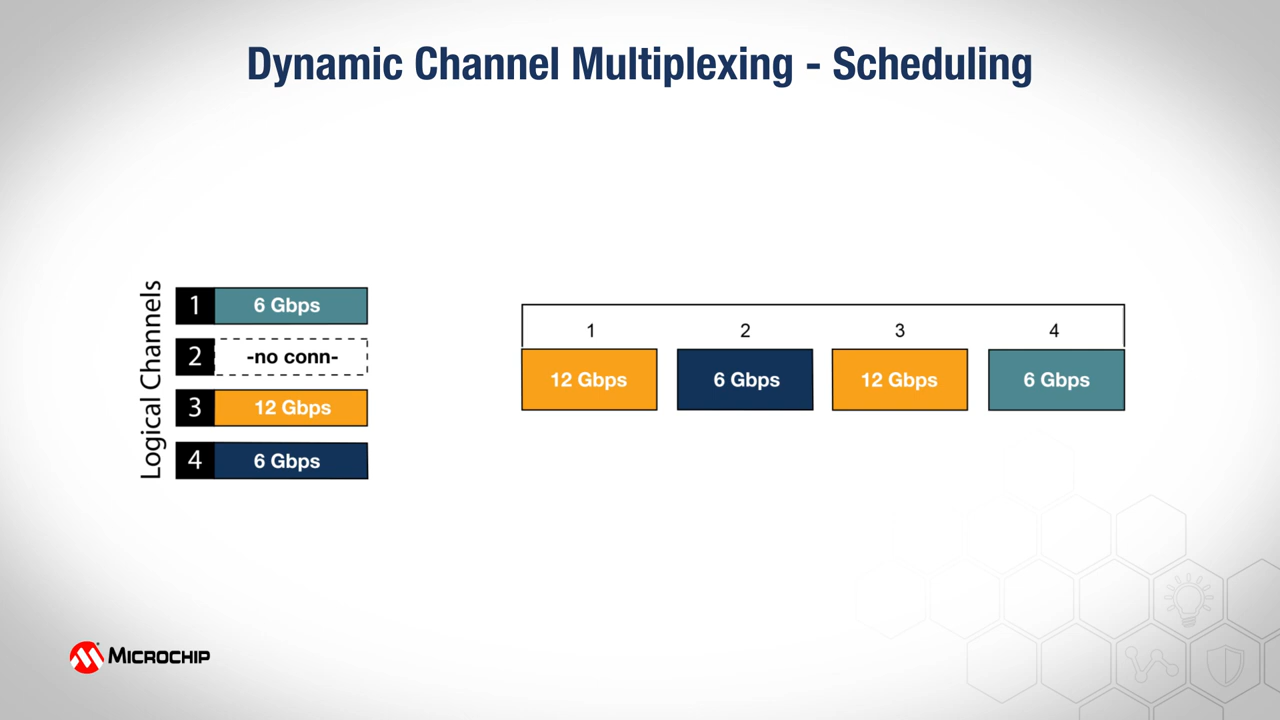 Dynamic Channel Multiplexing - Scheduling
Logical Channels
1 6 Gbps
2 -no conn-
3 12 Gbps
4 6 Gbps
1 2 3 4
12 Gbps 6 Gbps 12 Gbps 6 Gbps
MICROCHIP